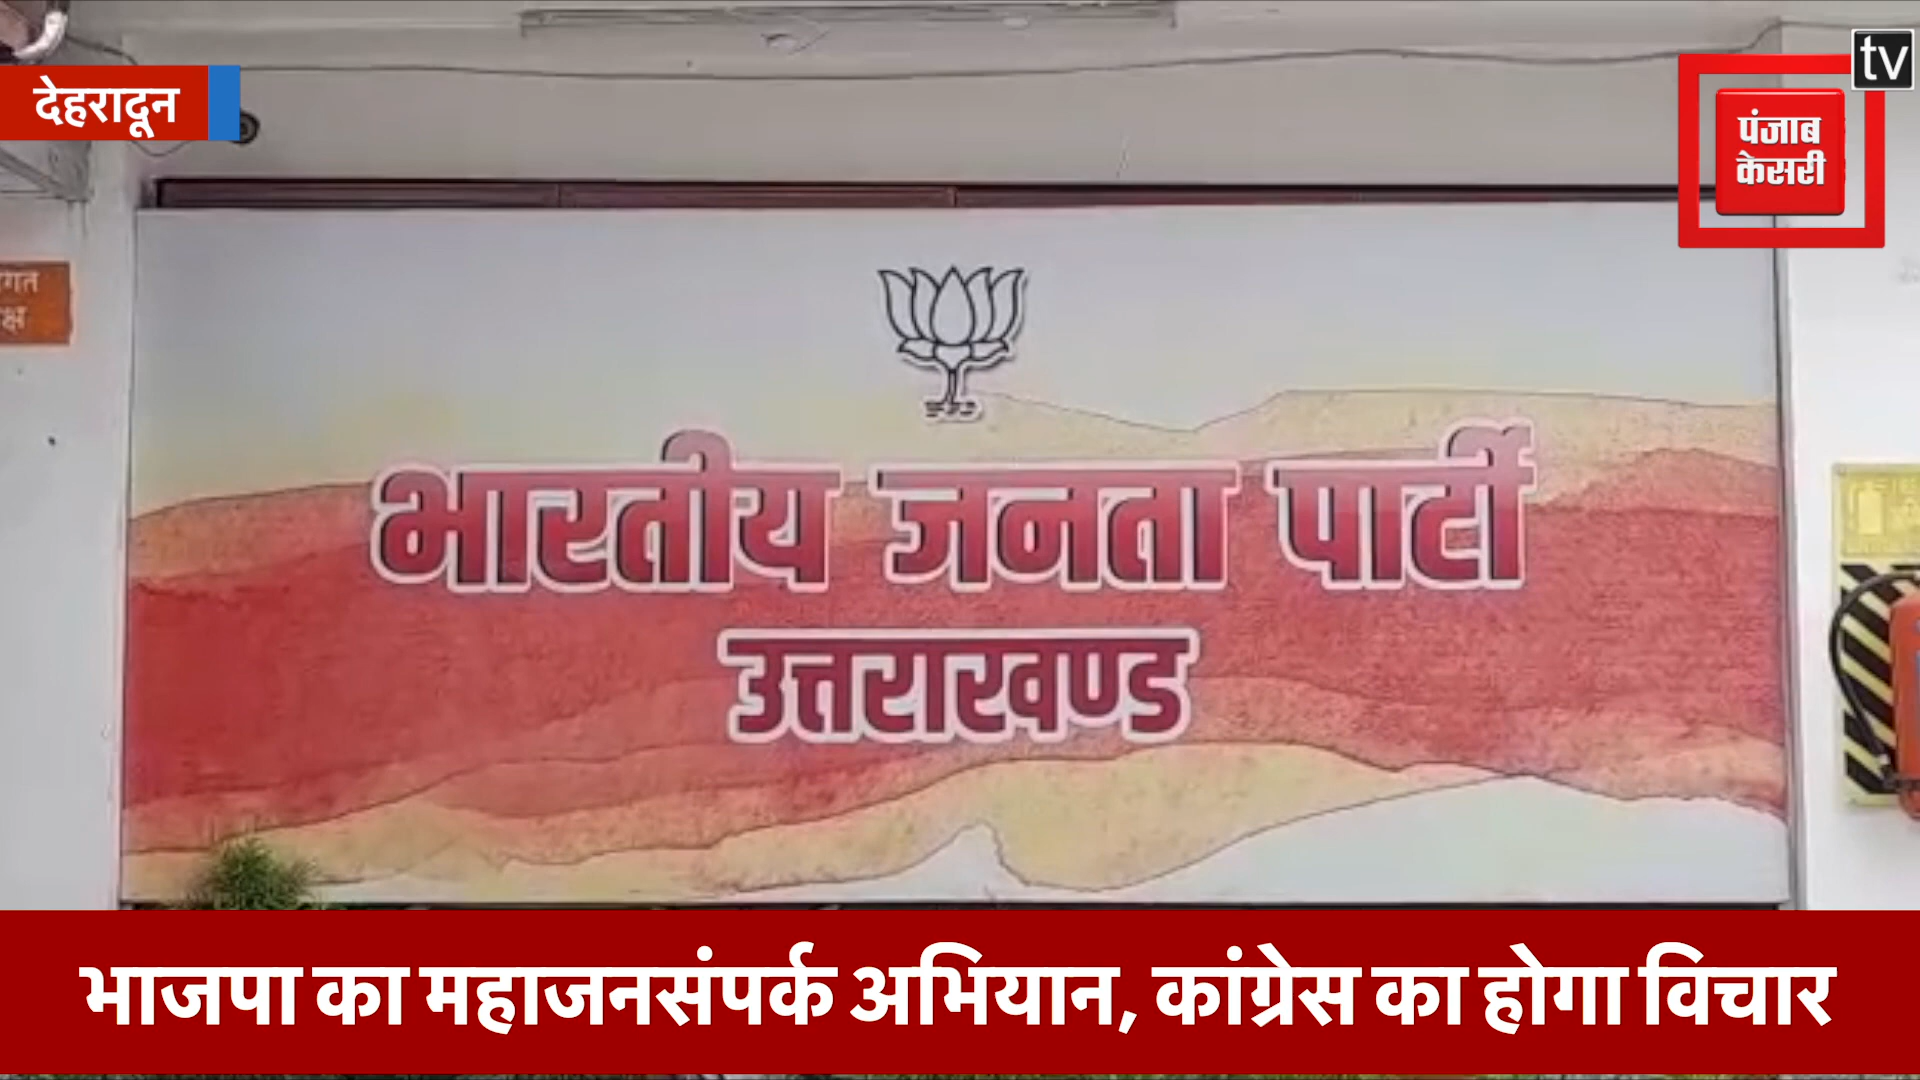 देहरादून
tv
पंजाब
केसरी
भारतीय जनता पार्टी
उत्तराखण्ड
भाजपा का महाजनसंपर्क अभियान, कांग्रेस का होगा विचार